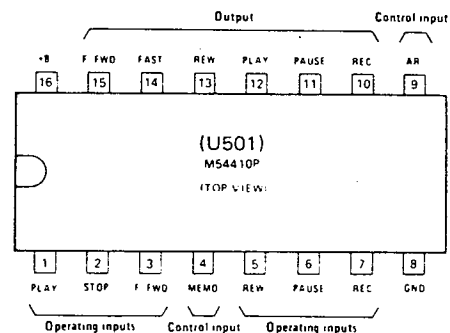 Output Control input
+B F FWD FAST REW PLAY PAUSE REC AR
16 15 14 13 12 11 10 9
(U501)
M54410P
(TOP VIEW)
1 2 3 4 5 6 7 8
PLAY STOP F FWD MEMO REW PAUSE REC GND
Operating inputs Control input Operating inputs